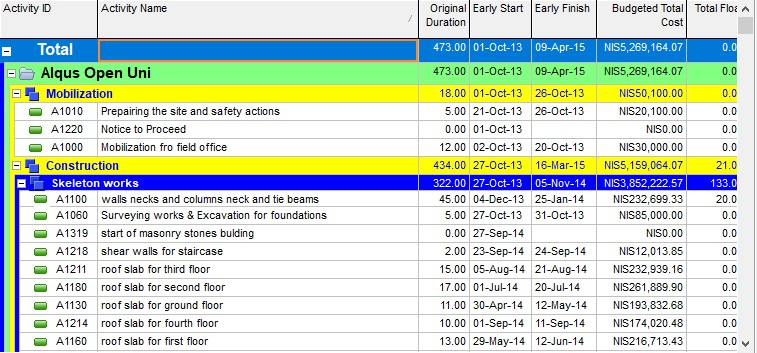 Activity ID Activity Name Original Duration Early Start Early Finish Budgeted Total Cost Total Floa
Total 473.00 01-Oct-13 09-Apr-15 NIS5,269,164.07 0.0
Alqus Open Uni 473.00 01-Oct-13 09-Apr-15 NIS5,269,164.07 0.0
Mobilization 18.00 01-Oct-13 26-Oct-13 NIS50,100.00 0.0
A1010 Prepairing the site and safety actions 5.00 21-Oct-13 26-Oct-13 NIS20,100.00 0.0
A1220 Notice to Proceed 0.00 01-Oct-13 NIS0.00 0.0
A1000 Mobilization fro field office 12.00 02-Oct-13 20-Oct-13 NIS30,000.00 0.0
Construction 434.00 27-Oct-13 16-Mar-15 NIS5,159,064.07 21.0
Skeleton works 322.00 27-Oct-13 05-Nov-14 NIS3,852,222.57 133.0
A1100 walls necks and columns neck and tie beams 45.00 04-Dec-13 25-Jan-14 NIS232,699.33 20.0
A1060 Surveying works & Excavation for foundations 5.00 27-Oct-13 31-Oct-13 NIS85,000.00 0.0
A1319 start of masonry stones bulding 0.00 27-Sep-14 NIS0.00 0.0
A1218 shear walls for staircase 2.00 23-Sep-14 24-Sep-14 NIS12,013.85 0.0
A1211 roof slab for third floor 15.00 05-Aug-14 21-Aug-14 NIS232,939.16 0.0
A1180 roof slab for second floor 17.00 01-Jul-14 20-Jul-14 NIS261,889.90 0.0
A1130 roof slab for ground floor 11.00 30-Apr-14 12-May-14 NIS193,832.68 0.0
A1214 roof slab for fourth floor 10.00 01-Sep-14 11-Sep-14 NIS174,020.48 0.0
A1160 roof slab for first floor 13.00 29-May-14 12-Jun-14 NIS216,713.43 0.0